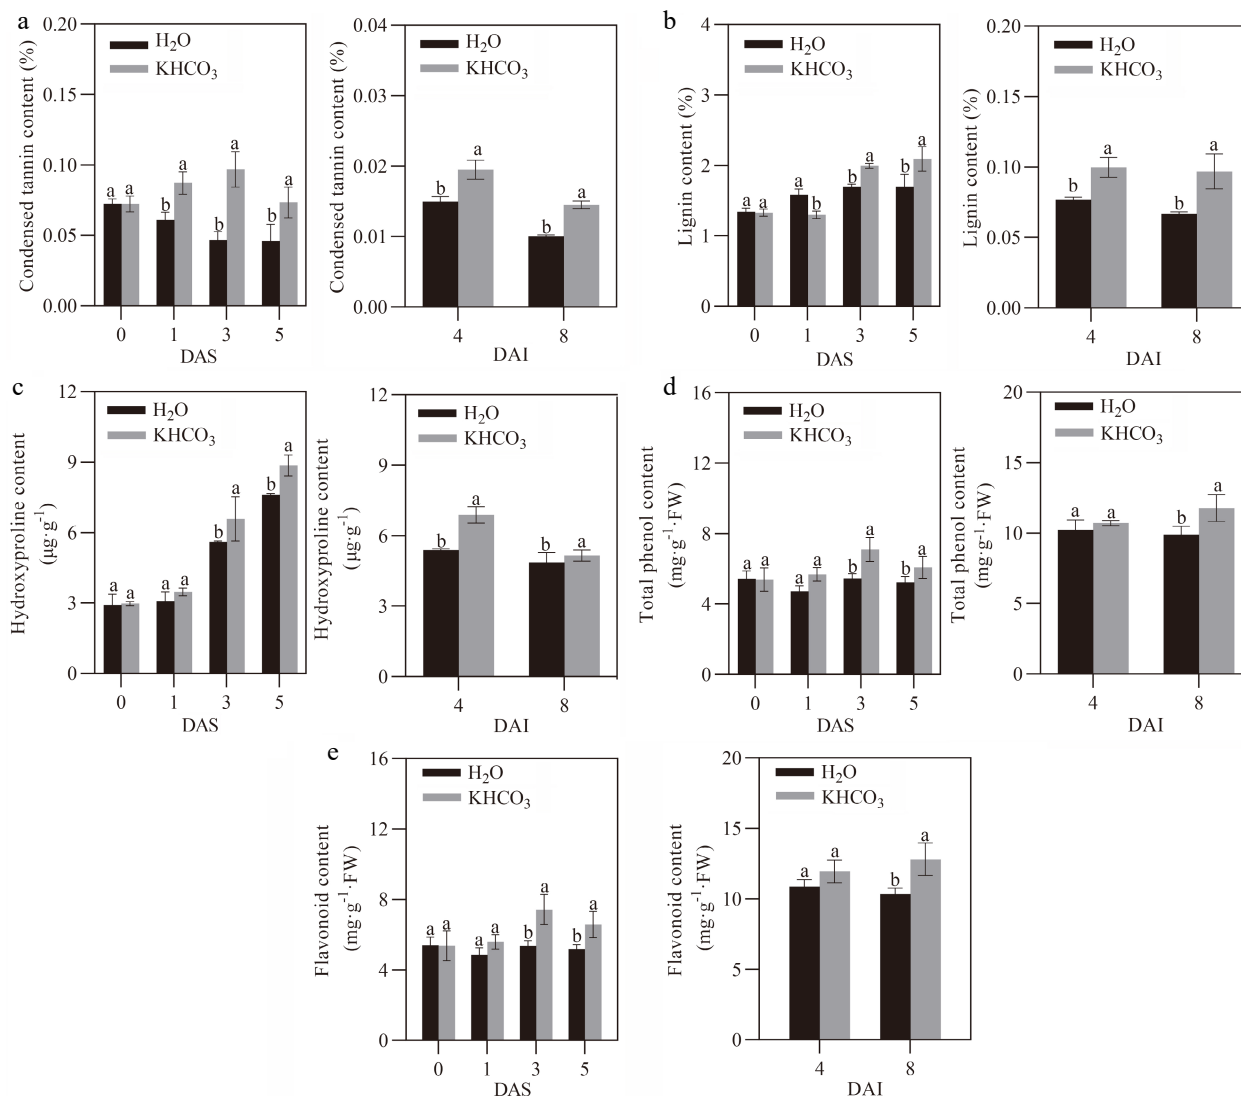 a
Condensed tannin content (%)
0.20
0.15
0.10
0.05
0.00
H₂O
KHCO₃
a a
b a
b a
b a
0 1 3 5
DAS
Condensed tannin content (%)
0.04
0.03
0.02
0.01
0.00
H₂O
KHCO₃
b a
b a
4 8
DAI
b
Lignin content (%)
4
3
2
1
0
H₂O
KHCO₃
a a
a b
b a
b a
0 1 3 5
DAS
Lignin content (%)
0.20
0.15
0.10
0.05
0.00
H₂O
KHCO₃
b a
b a
4 8
DAI
c
Hydroxyproline content
(μg·g⁻¹)
12
9
6
3
0
H₂O
KHCO₃
a a
a a
b a
b a
0 1 3 5
DAS
Hydroxyproline content
(μg·g⁻¹)
12
9
6
3
0
H₂O
KHCO₃
b a
b a
4 8
DAI
d
Total phenol content
(mg·g⁻¹·FW)
16
12
8
4
0
H₂O
KHCO₃
a a
a a
b a
b a
0 1 3 5
DAS
Total phenol content
(mg·g⁻¹·FW)
20
15
10
5
0
H₂O
KHCO₃
a a
b a
4 8
DAI
e
Flavonoid content
(mg·g⁻¹·FW)
16
12
8
4
0
H₂O
KHCO₃
a a
a a
b a
b a
0 1 3 5
DAS
Flavonoid content
(mg·g⁻¹·FW)
20
15
10
5
0
H₂O
KHCO₃
a a
b a
4 8
DAI